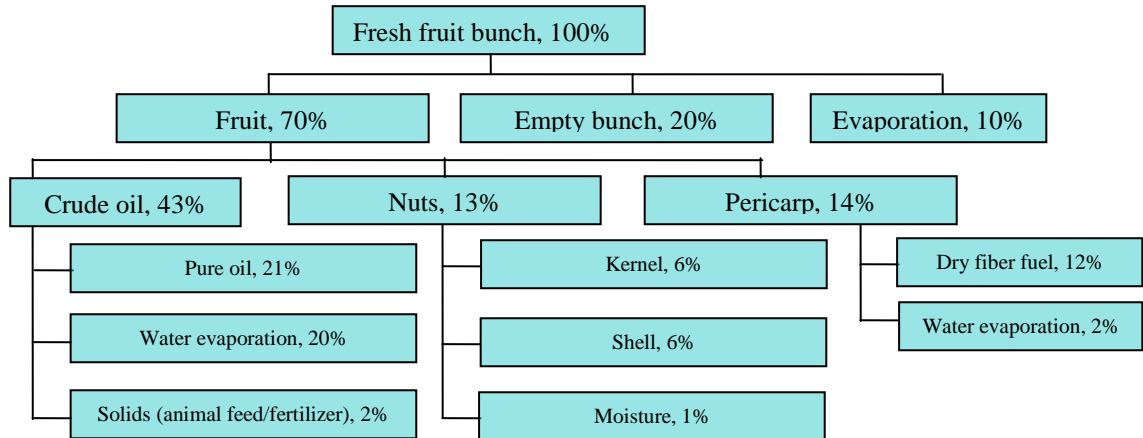 Fresh fruit bunch, 100%
Fruit, 70%
Empty bunch, 20%
Evaporation, 10%
Crude oil, 43%
Nuts, 13%
Pericarp, 14%
Pure oil, 21%
Kernel, 6%
Dry fiber fuel, 12%
Water evaporation, 20%
Shell, 6%
Water evaporation, 2%
Solids (animal feed/fertilizer), 2%
Moisture, 1%